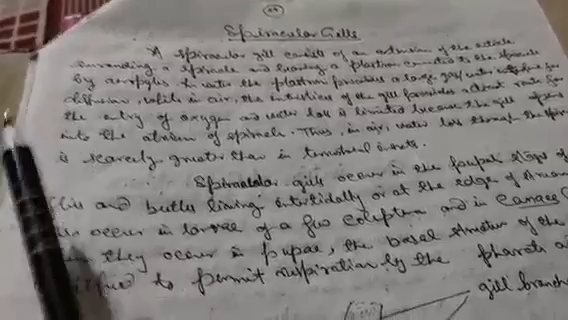 Spiracular Gills
A Spiracular gill consists of an extension of the cuticle
surrounding a spiracle and bearing a plastron connected to the spiracle
by aeropyles. In water the plastron provides a large gas/water interface for
diffusion, while in air, the interstices of the gill provides a direct route for
the entry of oxygen and water loss is limited because the gill opens
into the atrium of spiracle. Thus, in air, water loss through the
is scarcely greater than in terrestrial insects.
Spiracular gills occur in the pupal stage of
flies and beetles living intertidally or at the edge of
occur in larvae of a few Coleoptera and in
they occur in pupae, the basal structure of the
to permit respiration by the pharate
gill branch